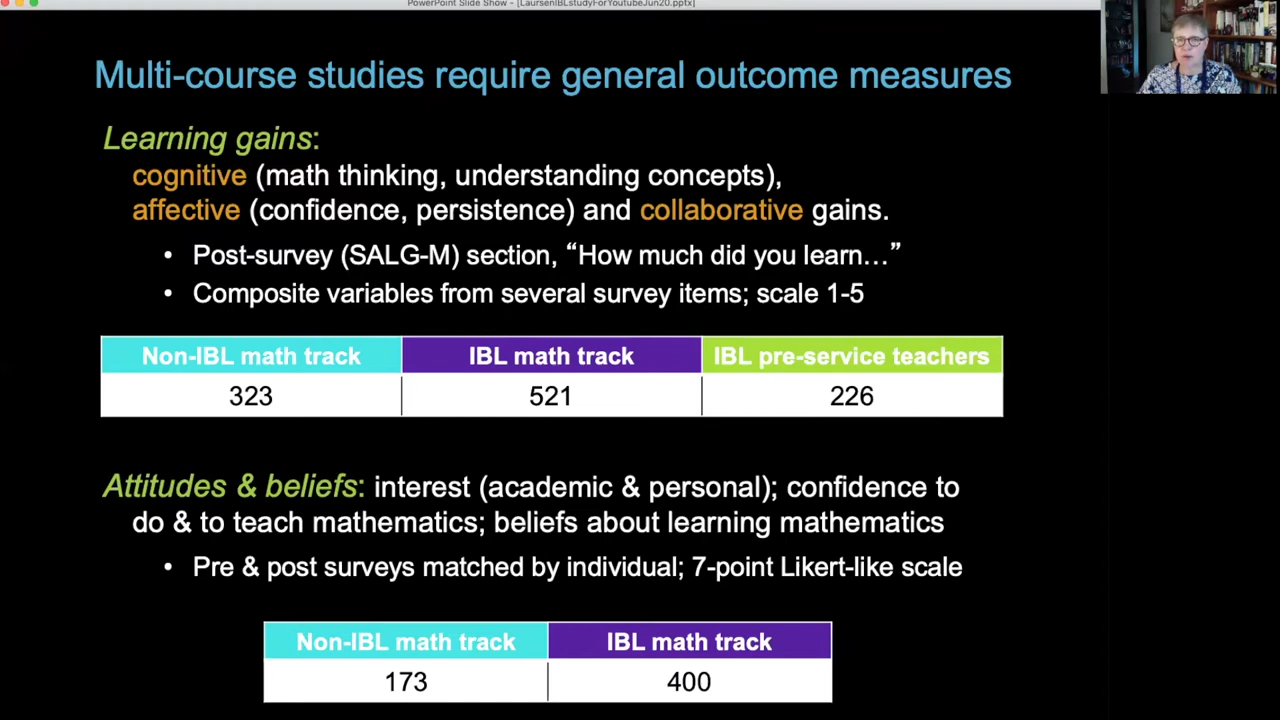 PowerPoint Slide Show - [LaursenIBLstudyForYoutubeJun20.pptx]
Multi-course studies require general outcome measures
Learning gains:
cognitive (math thinking, understanding concepts),
affective (confidence, persistence) and collaborative gains.
• Post-survey (SALG-M) section, “How much did you learn…”
• Composite variables from several survey items; scale 1-5
Non-IBL math track IBL math track IBL pre-service teachers
323 521 226
Attitudes & beliefs: interest (academic & personal); confidence to
do & to teach mathematics; beliefs about learning mathematics
• Pre & post surveys matched by individual; 7-point Likert-like scale
Non-IBL math track IBL math track
173 400